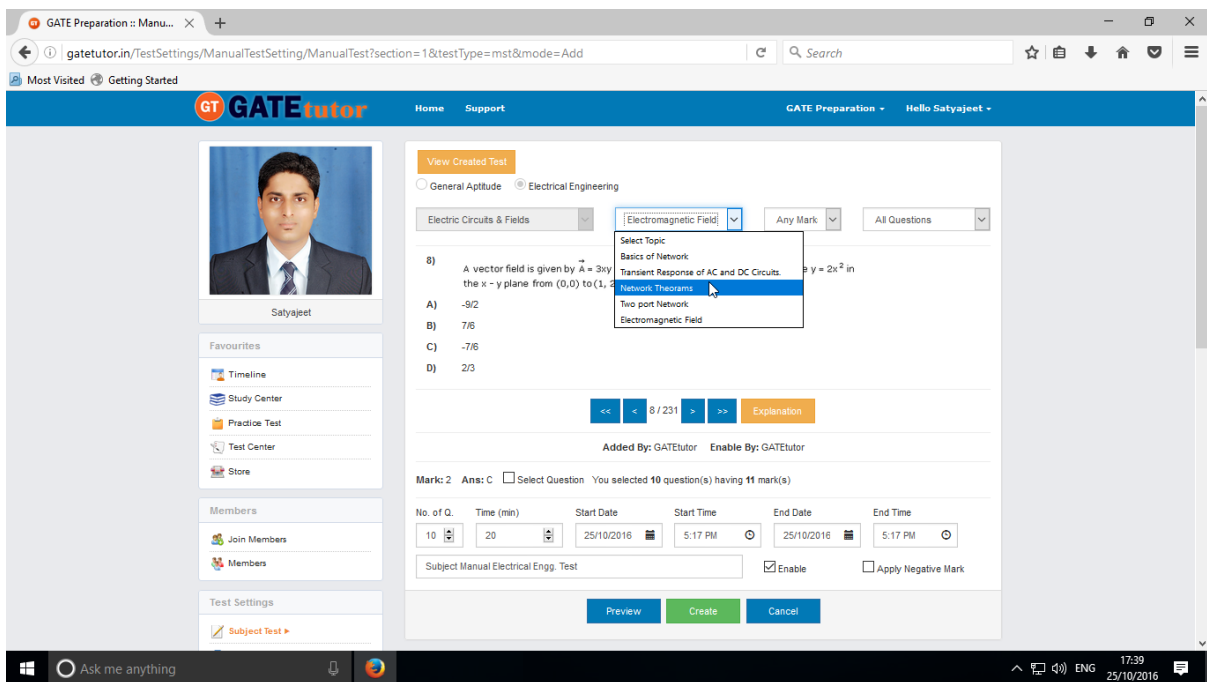 GATE Preparation :: Manu...
gatetutor.in/TestSettings/ManualTestSetting/ManualTest?section=1&testType=mst&mode=Add
Search
Most Visited Getting Started
GT GATEtutor Home Support GATE Preparation Hello Satyajeet
View Created Test
General Aptitude Electrical Engineering
Electric Circuits & Fields Electromagnetic Field Any Mark All Questions
Select Topic
Basics of Network
Transient Response of AC and DC Circuits.
Network Theorams
Two port Network
Electromagnetic Field
8) A vector field is given by A = 3xy y = 2x2 in
the x - y plane from (0,0) to (1, 2
A) -9/2
B) 7/6
C) -7/6
D) 2/3
<< < 8 / 231 > >> Explanation
Added By: GATEtutor Enable By: GATEtutor
Mark: 2 Ans: C Select Question You selected 10 question(s) having 11 mark(s)
No. of Q. Time (min) Start Date Start Time End Date End Time
10 20 25/10/2016 5:17 PM 25/10/2016 5:17 PM
Subject Manual Electrical Engg. Test Enable Apply Negative Mark
Preview Create Cancel
Satyajeet
Favourites
Timeline
Study Center
Practice Test
Test Center
Store
Members
Join Members
Members
Test Settings
Subject Test
Ask me anything
ENG
17:39
25/10/2016